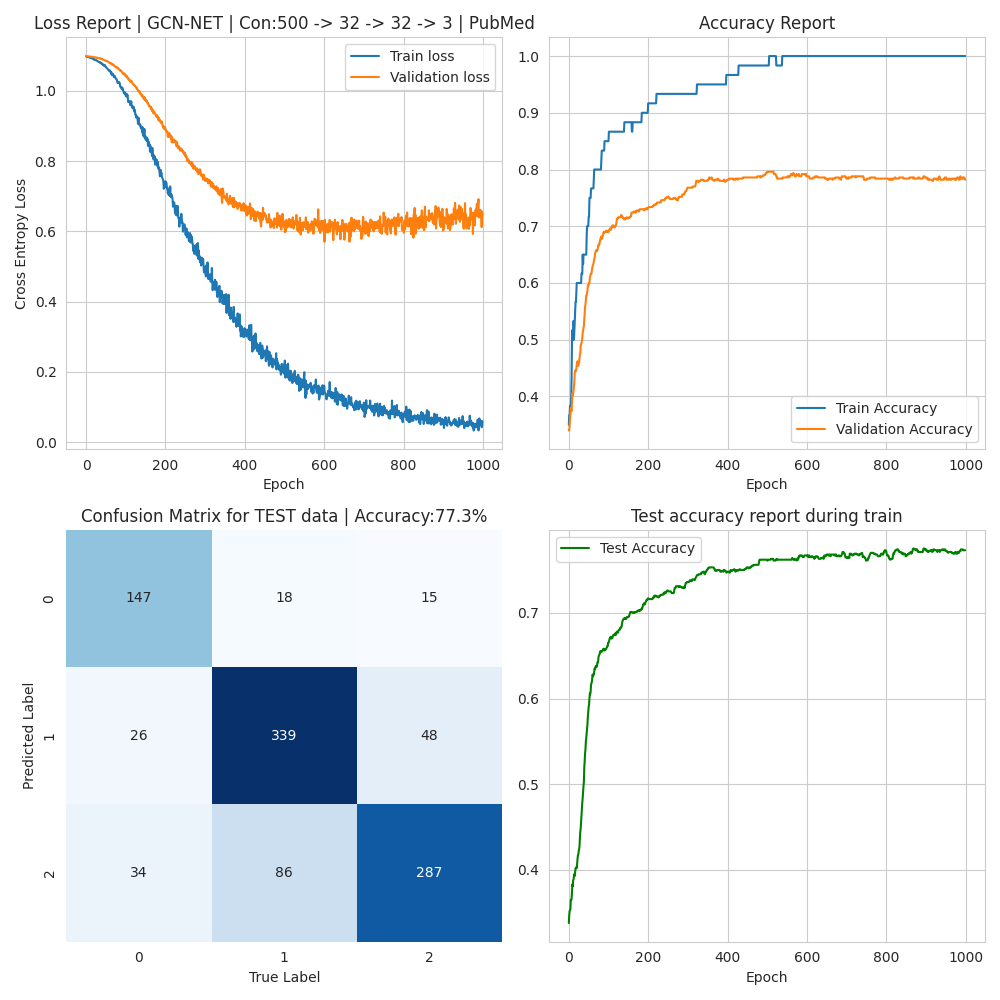 Loss Report | GCN-NET | Con:500 -> 32 -> 32 -> 3 | PubMed
Train loss
Validation loss
Cross Entropy Loss
1.0
0.8
0.6
0.4
0.2
0.0
0 200 400 600 800 1000
Epoch
Accuracy Report
1.0
0.9
0.8
0.7
0.6
0.5
0.4
Train Accuracy
Validation Accuracy
0 200 400 600 800 1000
Epoch
Confusion Matrix for TEST data | Accuracy:77.3%
Predicted Label
0 147 18 15
1 26 339 48
2 34 86 287
0 1 2
True Label
Test accuracy report during train
Test Accuracy
0.7
0.6
0.5
0.4
0 200 400 600 800 1000
Epoch